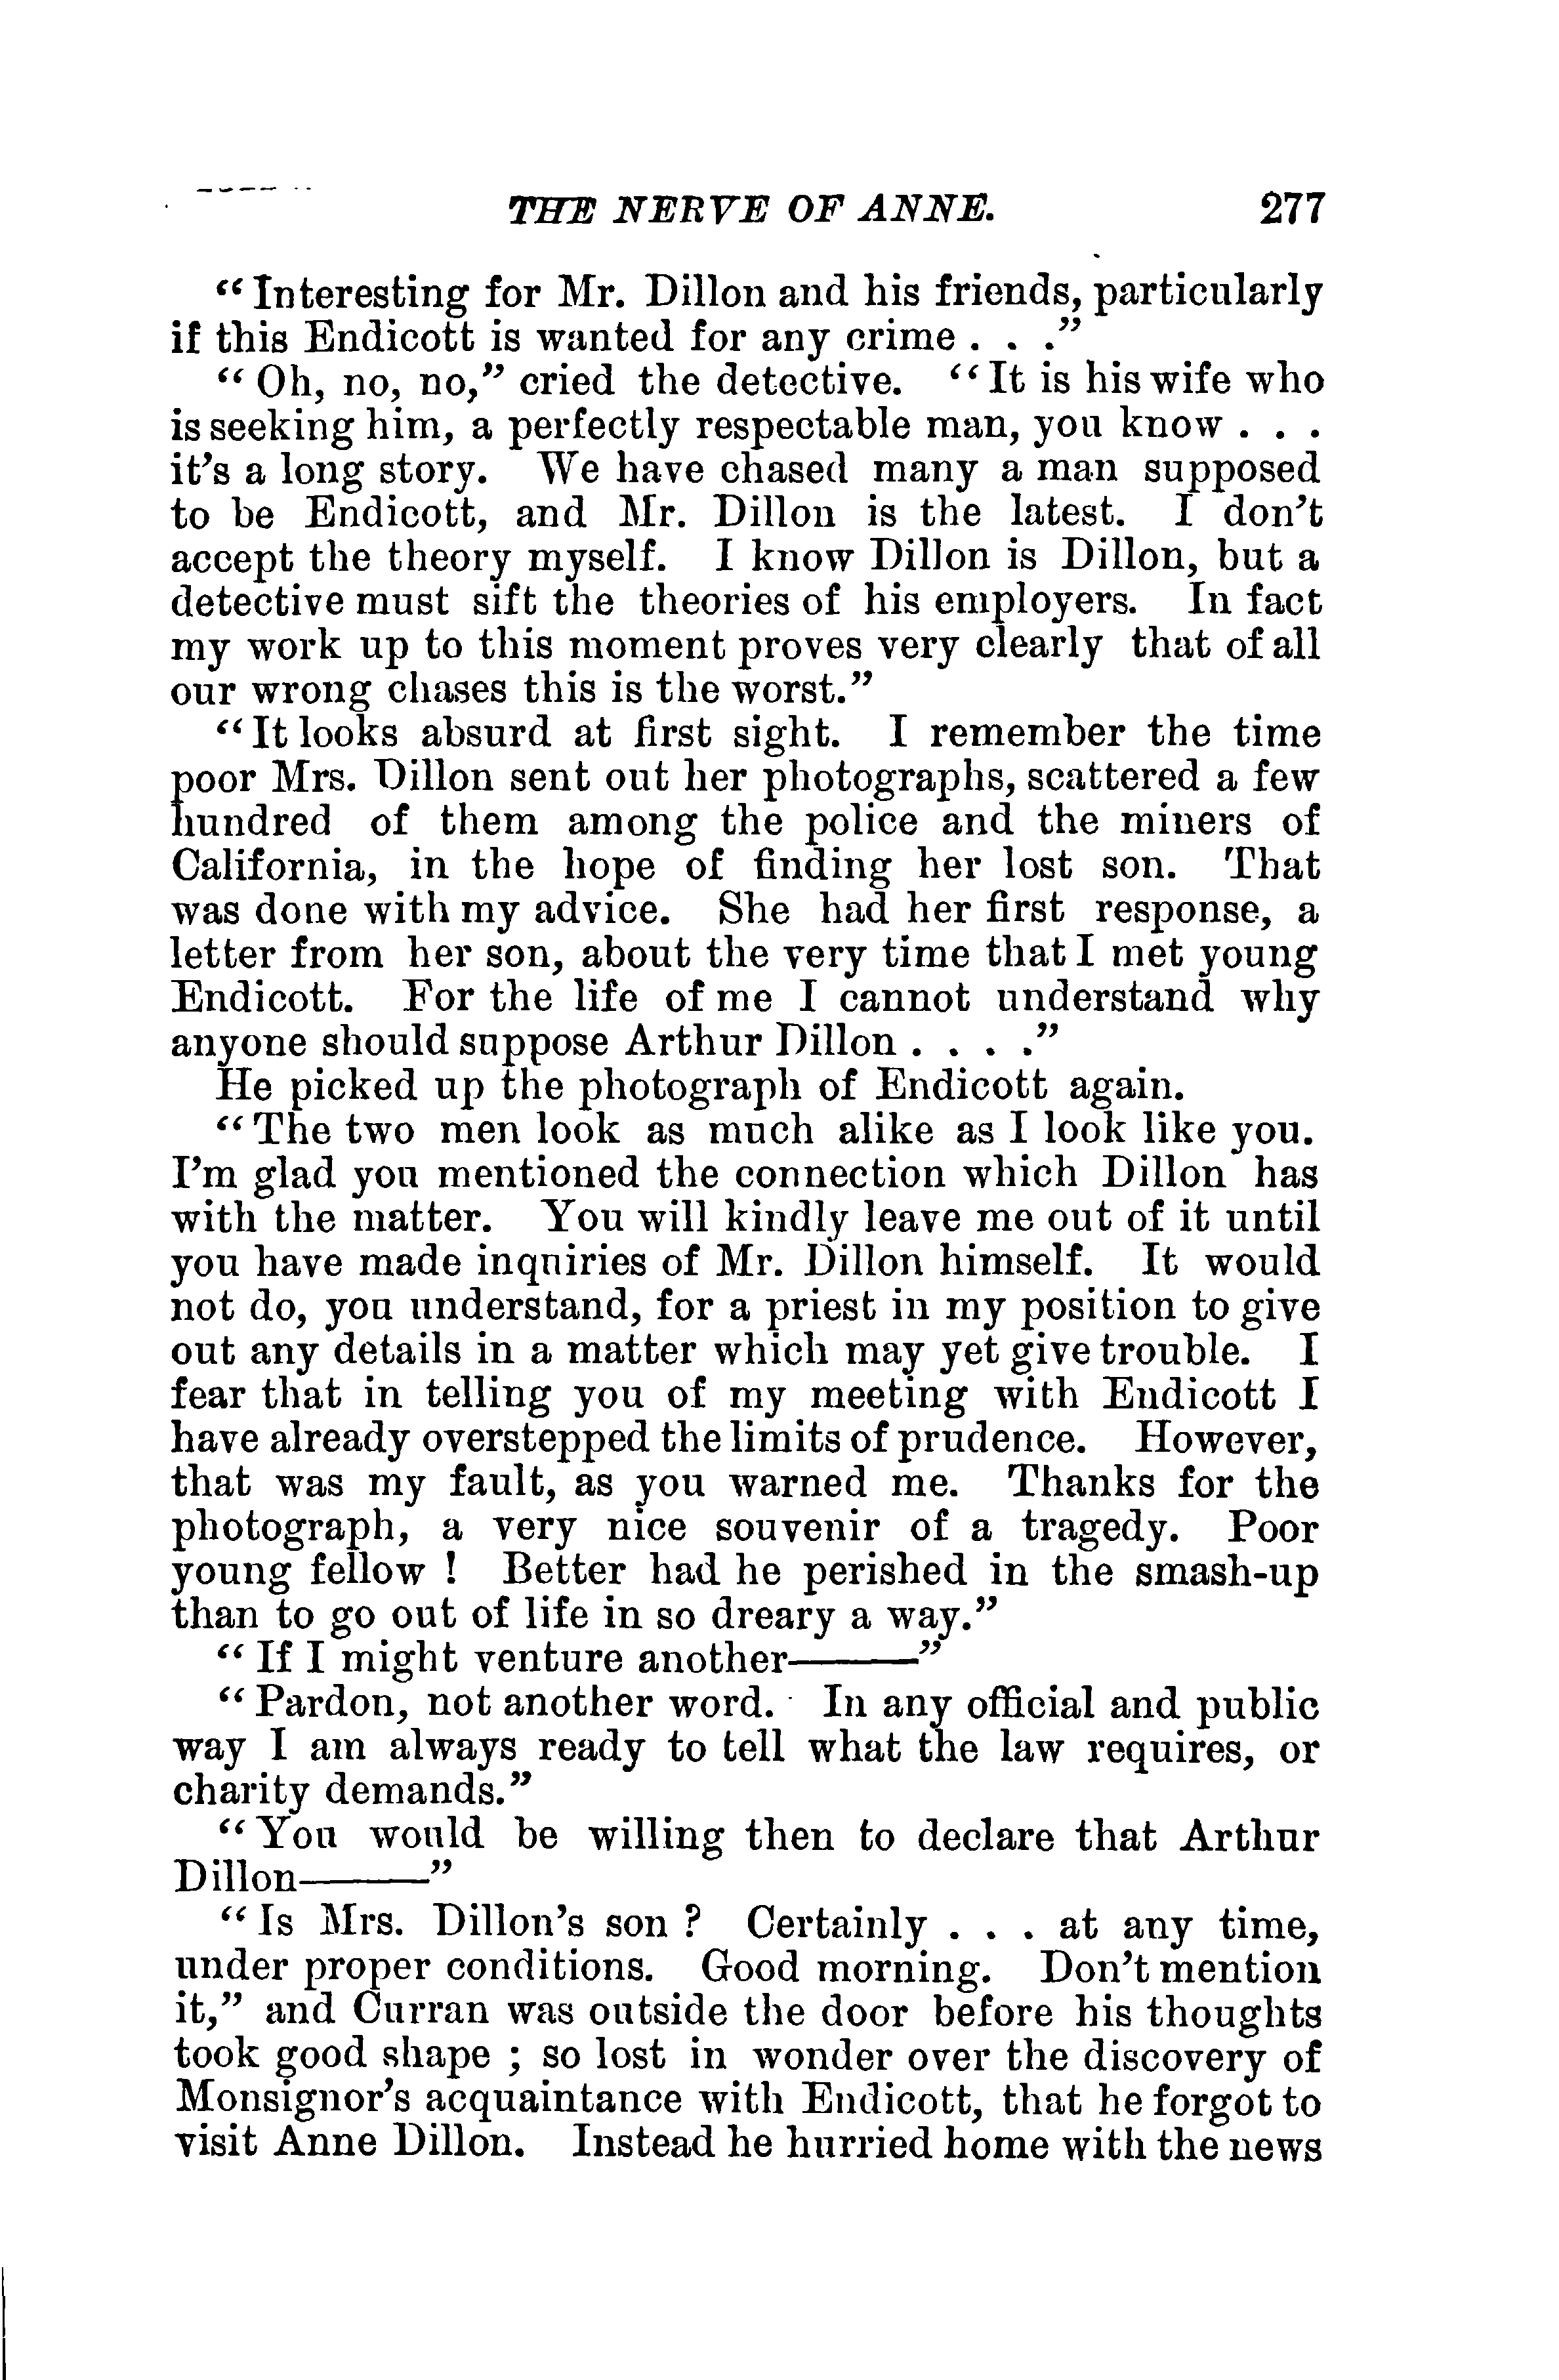 THE NERVE OF ANNE. 277
“Interesting for Mr. Dillon and his friends, particularly
if this Endicott is wanted for any crime . . .”
“Oh, no, no,” cried the detective. “It is his wife who
is seeking him, a perfectly respectable man, you know . . .
it’s a long story. We have chased many a man supposed
to be Endicott, and Mr. Dillon is the latest. I don’t
accept the theory myself. I know Dillon is Dillon, but a
detective must sift the theories of his employers. In fact
my work up to this moment proves very clearly that of all
our wrong chases this is the worst.”
“It looks absurd at first sight. I remember the time
poor Mrs. Dillon sent out her photographs, scattered a few
hundred of them among the police and the miners of
California, in the hope of finding her lost son. That
was done with my advice. She had her first response, a
letter from her son, about the very time that I met young
Endicott. For the life of me I cannot understand why
anyone should suppose Arthur Dillon . . . .”
He picked up the photograph of Endicott again.
“The two men look as much alike as I look like you.
I’m glad you mentioned the connection which Dillon has
with the matter. You will kindly leave me out of it until
you have made inquiries of Mr. Dillon himself. It would
not do, you understand, for a priest in my position to give
out any details in a matter which may yet give trouble. I
fear that in telling you of my meeting with Endicott I
have already overstepped the limits of prudence. However,
that was my fault, as you warned me. Thanks for the
photograph, a very nice souvenir of a tragedy. Poor
young fellow ! Better had he perished in the smash-up
than to go out of life in so dreary a way.”
“If I might venture another———”
“Pardon, not another word. In any official and public
way I am always ready to tell what the law requires, or
charity demands.”
“You would be willing then to declare that Arthur
Dillon———”
“Is Mrs. Dillon’s son ? Certainly . . . at any time,
under proper conditions. Good morning. Don’t mention
it,” and Curran was outside the door before his thoughts
took good shape ; so lost in wonder over the discovery of
Monsignor’s acquaintance with Endicott, that he forgot to
visit Anne Dillon. Instead he hurried home with the news